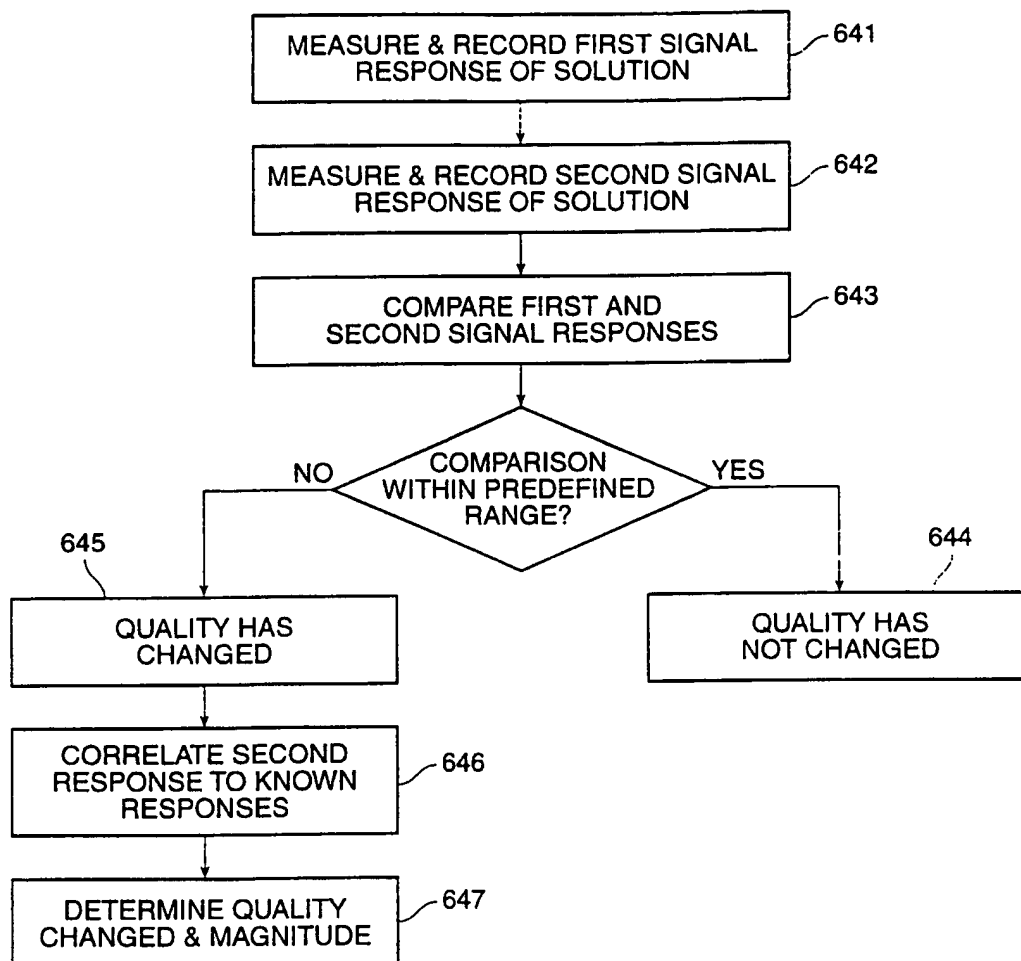 MEASURE & RECORD FIRST SIGNAL
RESPONSE OF SOLUTION
641
MEASURE & RECORD SECOND SIGNAL
RESPONSE OF SOLUTION
642
COMPARE FIRST AND
SECOND SIGNAL RESPONSES
643
COMPARISON
WITHIN PREDEFINED
RANGE?
NO
YES
645
QUALITY HAS
CHANGED
644
QUALITY HAS
NOT CHANGED
CORRELATE SECOND
RESPONSE TO KNOWN
RESPONSES
646
DETERMINE QUALITY
CHANGED & MAGNITUDE
647